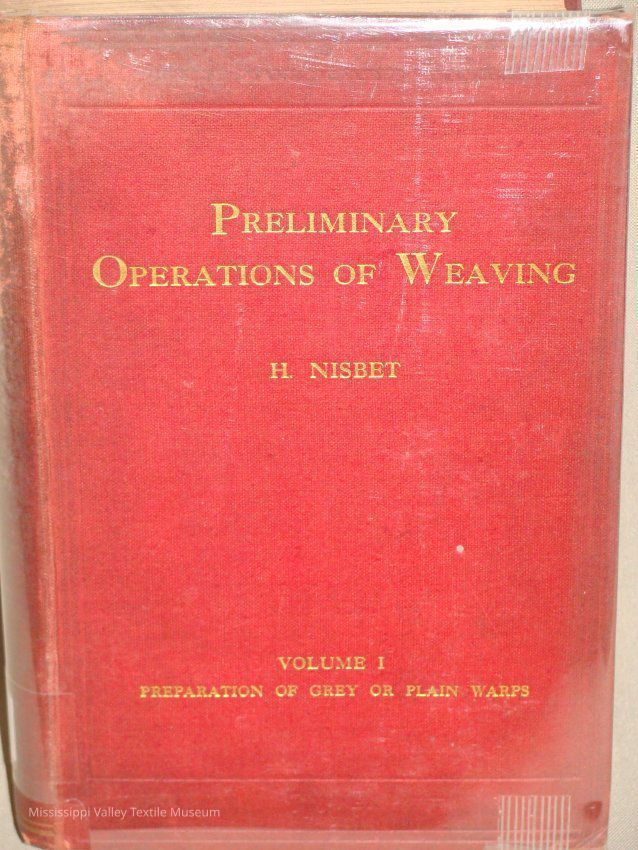 PRELIMINARY
OPERATIONS OF WEAVING
H. NISBET
VOLUME I
PREPARATION OF GREY OR PLAIN WARPS
Mississippi Valley Textile Museum